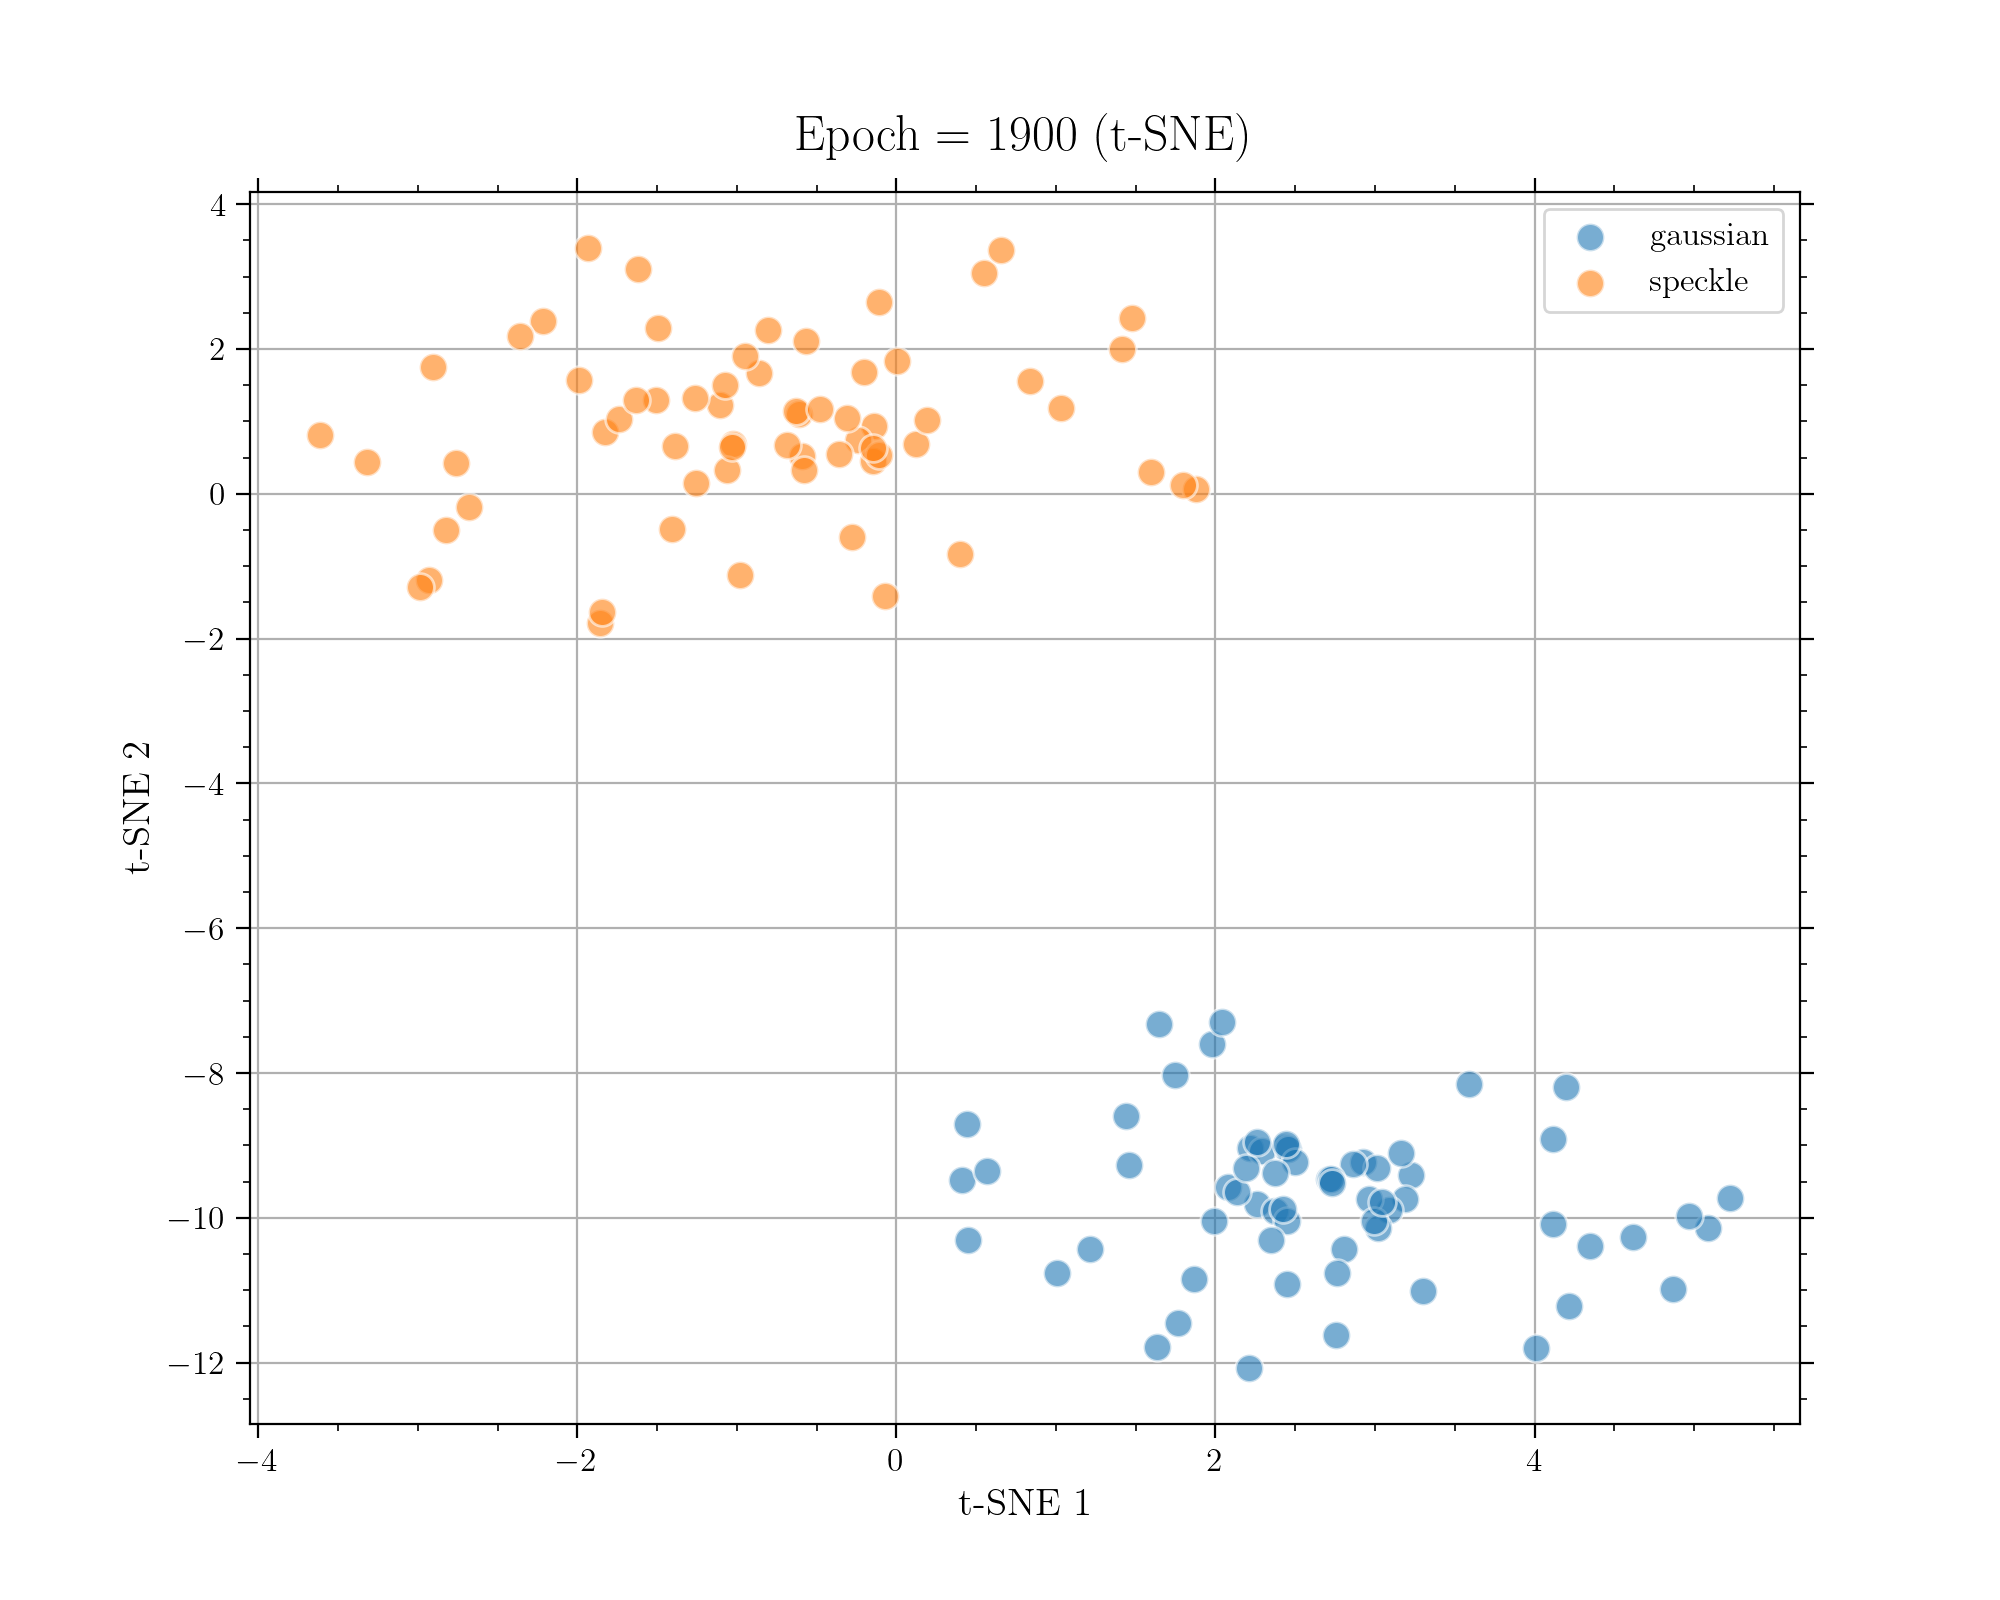 Epoch = 1900 (t-SNE)
gaussian
speckle
4
2
0
−2
−4
−6
−8
−10
−12
t-SNE 2
−4 −2 0 2 4
t-SNE 1